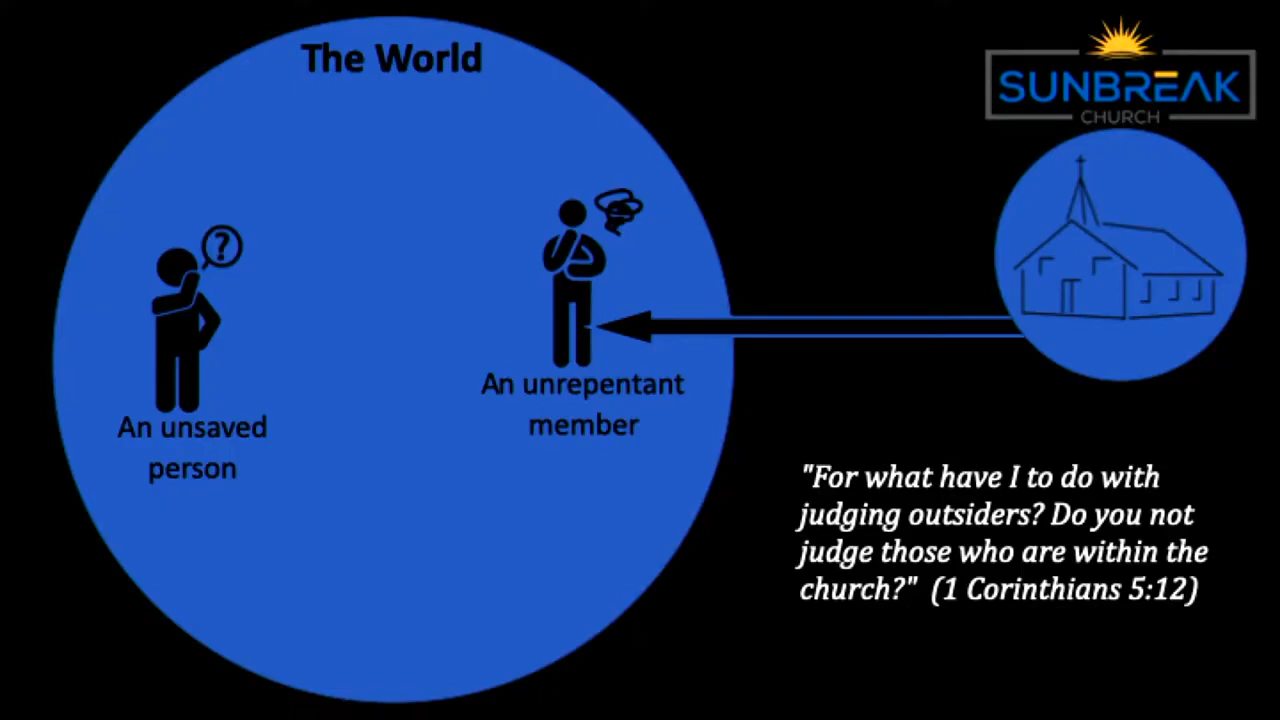 The World
SUNBREAK
CHURCH
?
An unsaved
person
An unrepentant
member
"For what have I to do with
judging outsiders? Do you not
judge those who are within the
church?"  (1 Corinthians 5:12)